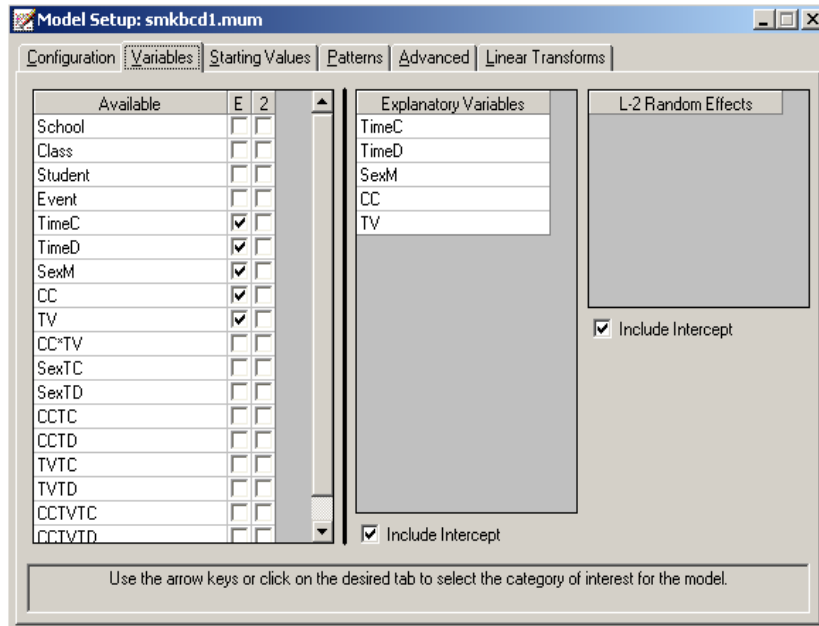 Model Setup: smkbcd1.mum
Configuration Variables Starting Values Patterns Advanced Linear Transforms
Available E 2
School
Class
Student
Event
TimeC
TimeD
SexM
CC
TV
CC*TV
SexTC
SexTD
CCTC
CCTD
TVTC
TVTD
CCTVTC
CCTVTD
Explanatory Variables
TimeC
TimeD
SexM
CC
TV
Include Intercept
L-2 Random Effects
Include Intercept
Use the arrow keys or click on the desired tab to select the category of interest for the model.